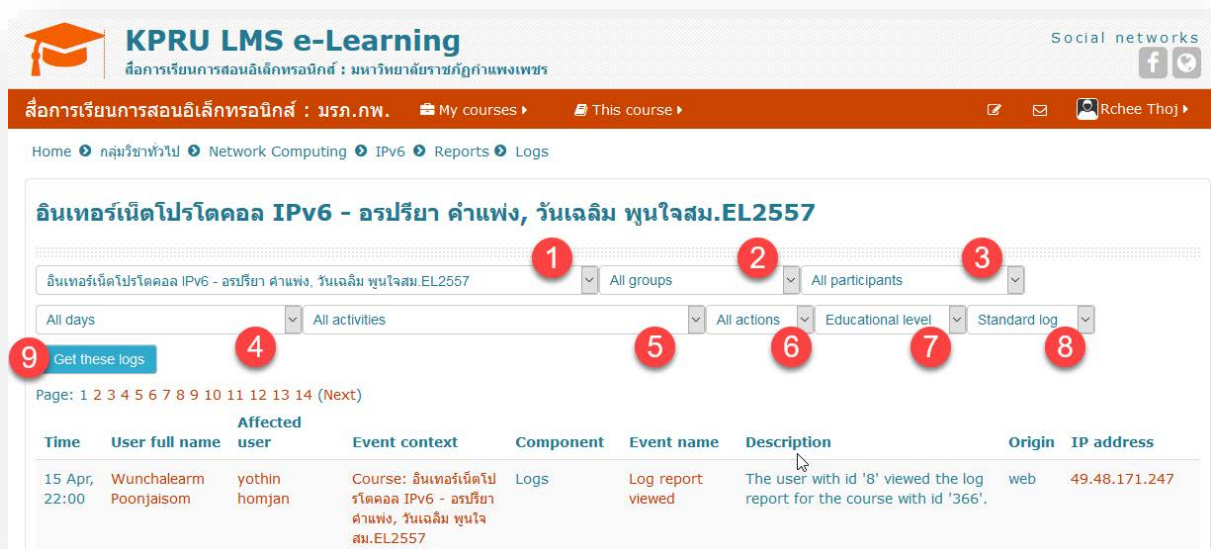 KPRU LMS e-Learning
สื่อการเรียนการสอนอิเล็กทรอนิกส์ : มหาวิทยาลัยราชภัฏกำแพงเพชร
Social networks
สื่อการเรียนการสอนอิเล็กทรอนิกส์ : มรภ.กพ. My courses This course Rchee Thoj
Home กลุ่มวิชาทั่วไป Network Computing IPv6 Reports Logs
อินเทอร์เน็ตโปรโตคอล IPv6 - อรปรียา คำแพ่ง, วันเฉลิม พูนใจสม.EL2557
1 2 3
อินเทอร์เน็ตโปรโตคอล IPv6 - อรปรียา คำแพ่ง, วันเฉลิม พูนใจสม.EL2557 All groups All participants
All days All activities All actions Educational level Standard log
4 5 6 7 8
9 Get these logs
Page: 1 2 3 4 5 6 7 8 9 10 11 12 13 14 (Next)
Time User full name Affected user Event context Component Event name Description Origin IP address
15 Apr, Wunchalearm yothin Course: อินเทอร์เน็ตโป Logs Log report The user with id '8' viewed the log web 49.48.171.247
22:00 Poonjaisom homjan รโตคอล IPv6 - อรปรียา viewed report for the course with id '366'.
คำแพ่ง, วันเฉลิม พูนใจ
สม.EL2557